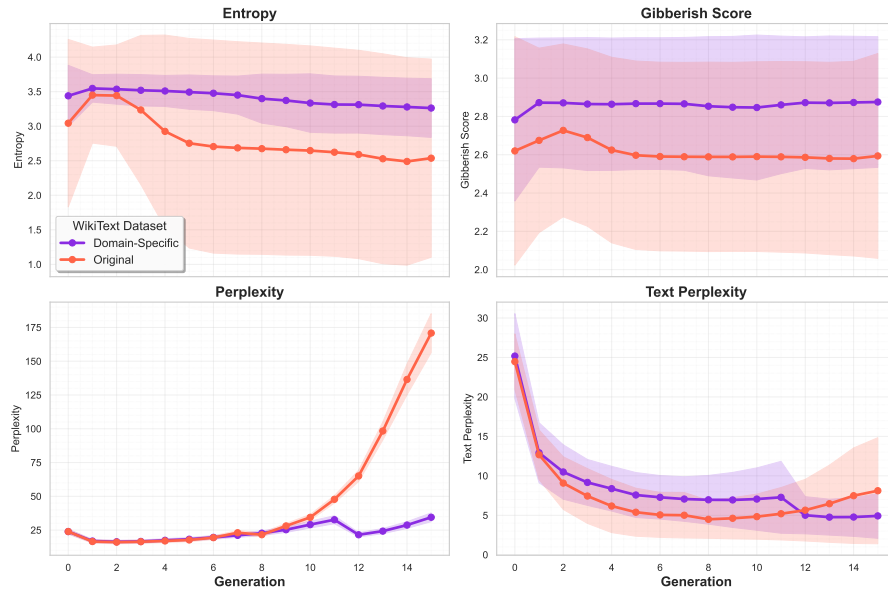 Entropy
Gibberish Score
Entropy
4.0
3.5
3.0
2.5
2.0
1.5
1.0
WikiText Dataset
Domain-Specific
Original
Gibberish Score
3.2
3.0
2.8
2.6
2.4
2.2
2.0
Perplexity
Text Perplexity
Perplexity
175
150
125
100
75
50
25
0 2 4 6 8 10 12 14
Generation
Text Perplexity
30
25
20
15
10
5
0
0 2 4 6 8 10 12 14
Generation